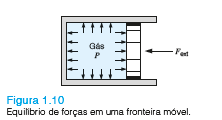 Gás
P
F_ext
Figura 1.10
Equilíbrio de forças em uma fronteira móvel.